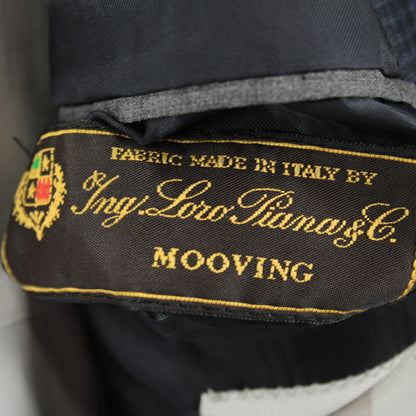 FABRIC MADE IN ITALY BY
Ing. Loro Piana & C.
MOOVING